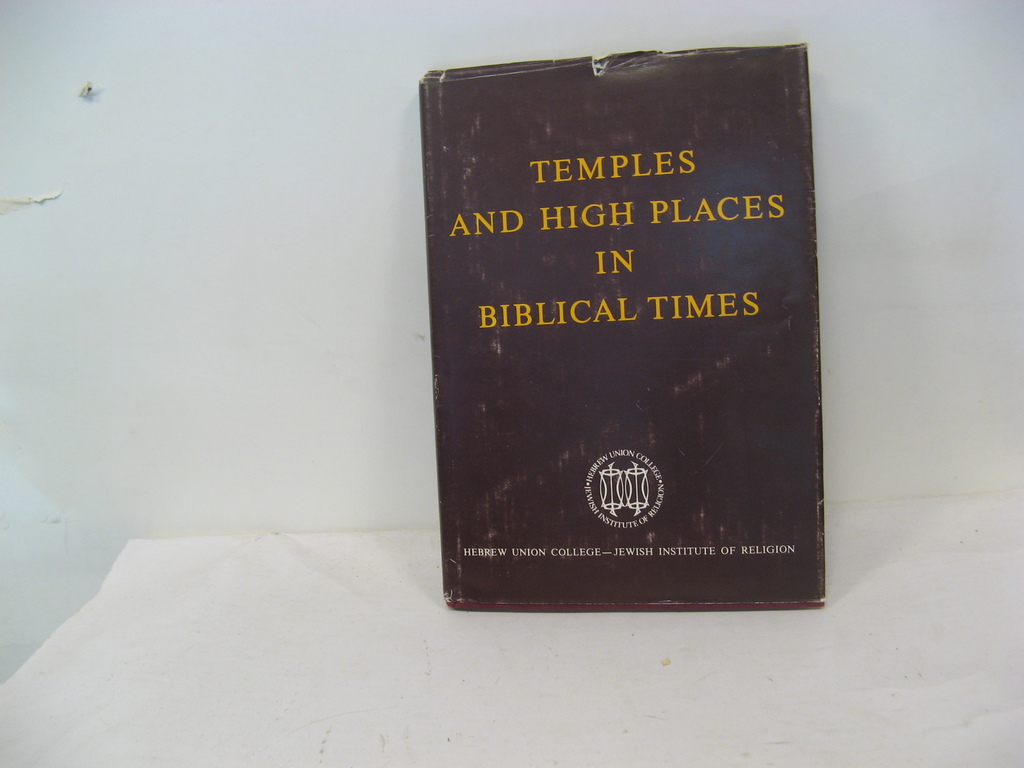 TEMPLES
AND HIGH PLACES
IN
BIBLICAL TIMES
• HEBREW UNION COLLEGE •
JEWISH INSTITUTE OF RELIGION
HEBREW UNION COLLEGE—JEWISH INSTITUTE OF RELIGION